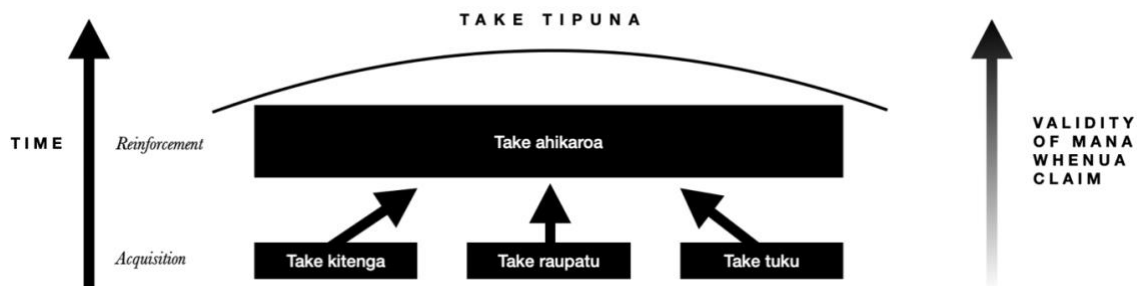 TAKE TIPUNA
TIME
Reinforcement
Take ahikaroa
VALIDITY
OF MANA
WHENUA
CLAIM
Acquisition
Take kitenga
Take raupatu
Take tuku